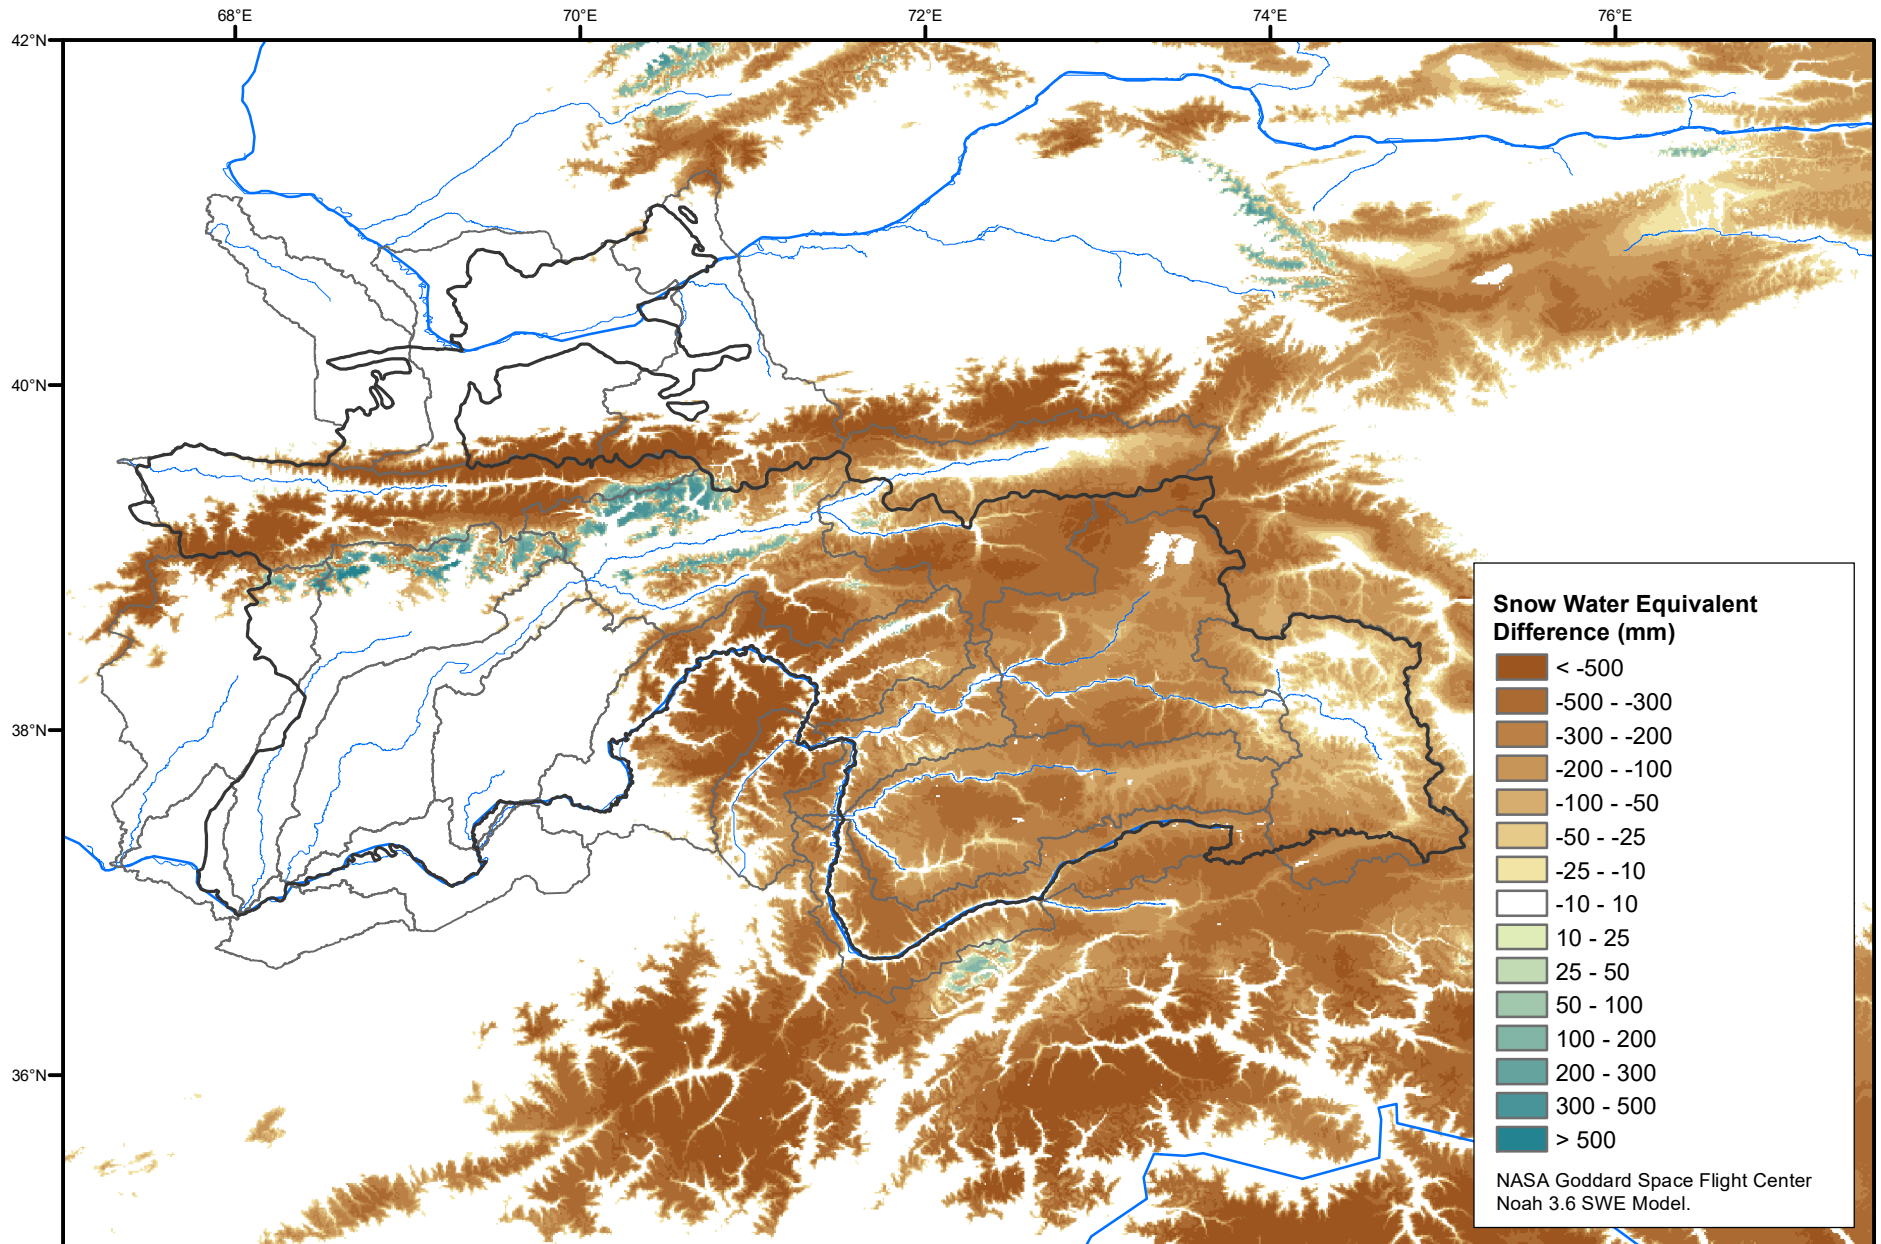 68°E 70°E 72°E 74°E 76°E
42°N
40°N
38°N
36°N
Snow Water Equivalent
Difference (mm)
< -500
-500 - -300
-300 - -200
-200 - -100
-100 - -50
-50 - -25
-25 - -10
-10 - 10
10 - 25
25 - 50
50 - 100
100 - 200
200 - 300
300 - 500
> 500
NASA Goddard Space Flight Center
Noah 3.6 SWE Model.